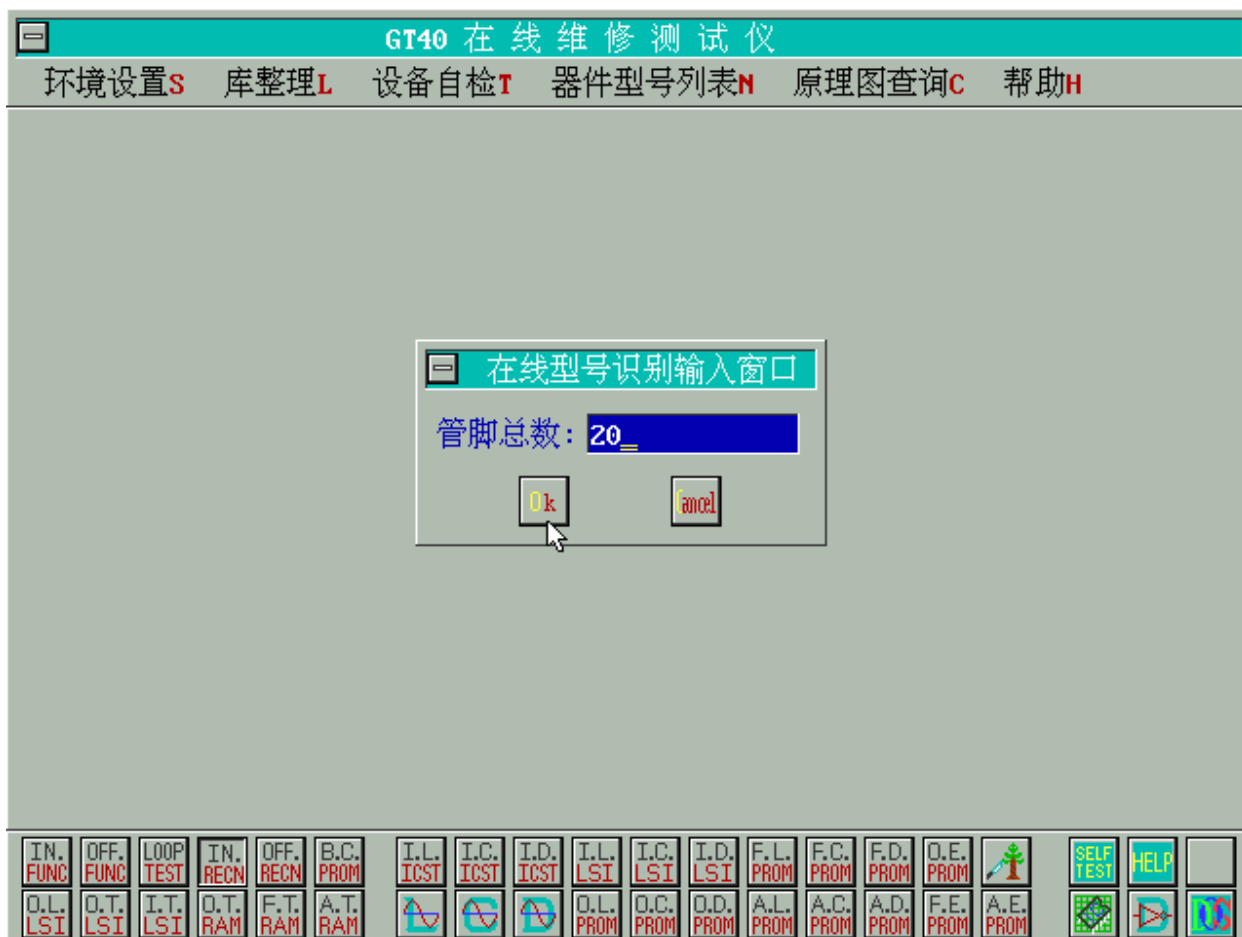 GT40 在线维修测试仪
环境设置S 库整理L 设备自检T 器件型号列表N 原理图查询C 帮助H
在线型号识别输入窗口
管脚总数: 20_
Ok Cancel
IN. FUNC OFF. FUNC LOOP TEST IN. RECN OFF. RECN B.C. PROM I.L. ICST I.C. ICST I.D. ICST I.L. LSI I.C. LSI I.D. LSI F.L. PROM F.C. PROM F.D. PROM O.E. PROM SELF TEST HELP
O.L. LSI O.T. LSI I.T. LSI O.T. RAM F.T. RAM A.T. RAM L C D O.L. PROM O.C. PROM O.D. PROM A.L. PROM A.C. PROM A.D. PROM F.E. PROM A.E. PROM DOS